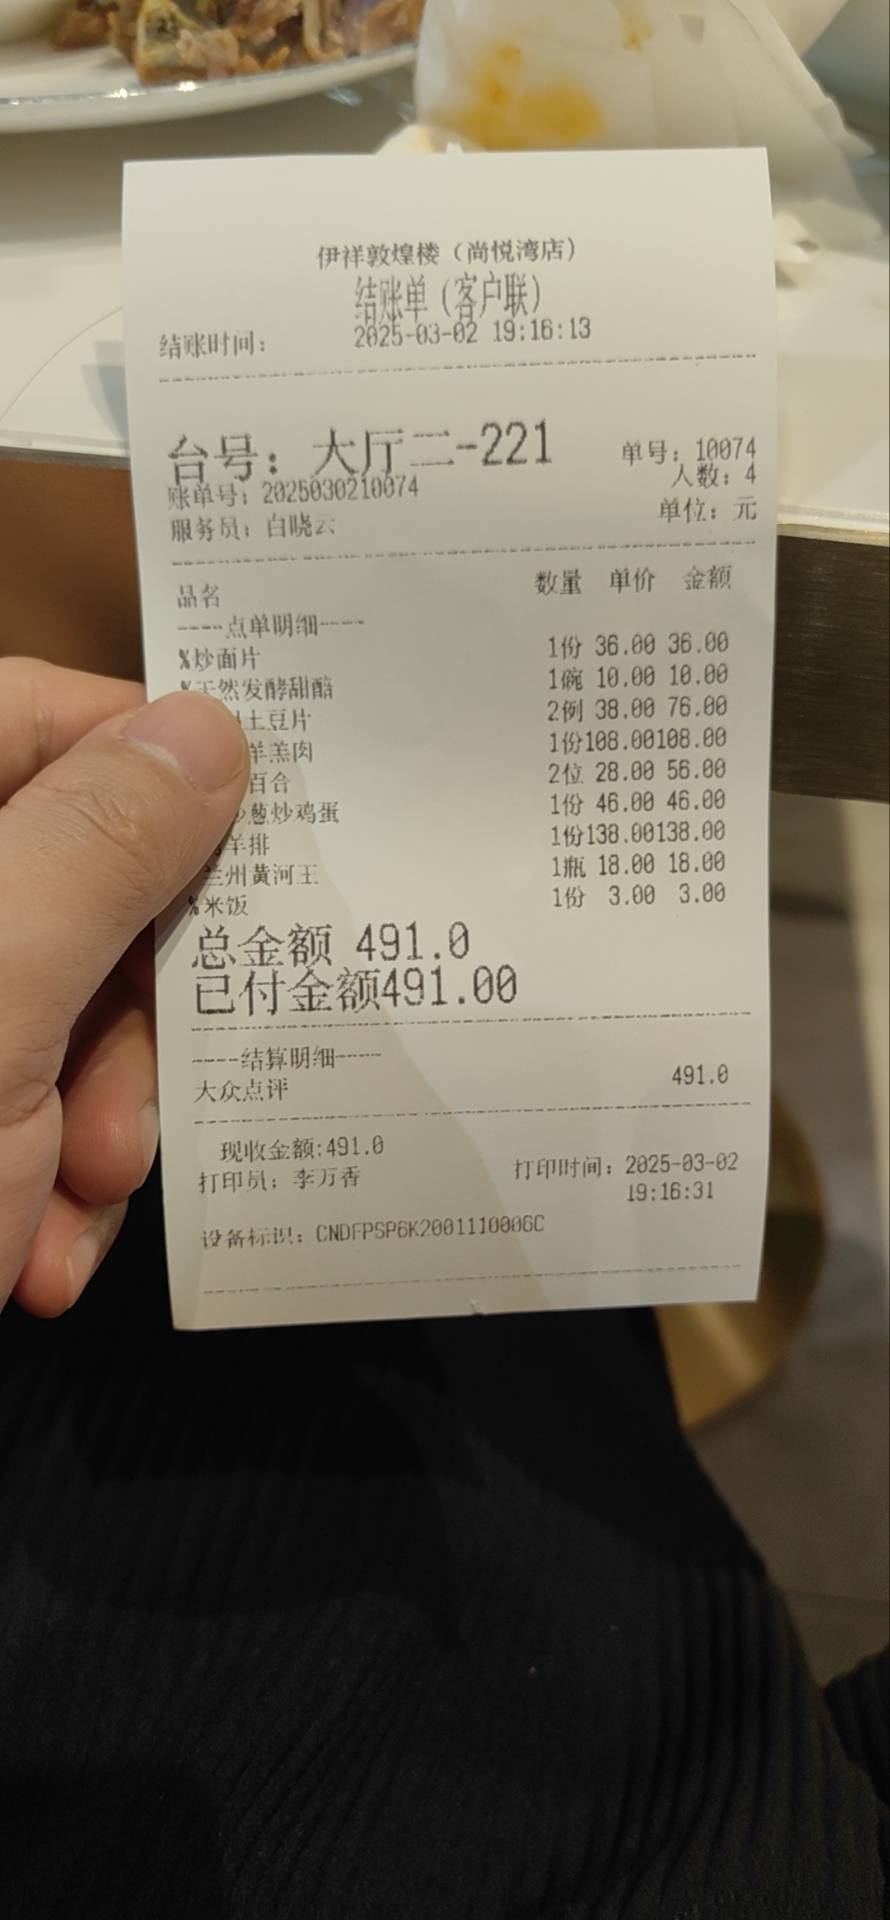 伊祥敦煌楼（尚悦湾店）
结账单（客户联）
结账时间： 2025-03-02 19:16:13
台号：大厅二-221 单号：10074
人数：4
账单号：2025030210074
服务员：白晓云 单位：元
品名 数量 单价 金额
----点单明细----
%炒面片 1份 36.00 36.00
%天然发酵甜醅 1碗 10.00 10.00
土豆片 2例 38.00 76.00
羊羔肉 1份108.00108.00
百合 2位 28.00 56.00
葱炒鸡蛋 1份 46.00 46.00
羊排 1份138.00138.00
兰州黄河王 1瓶 18.00 18.00
%米饭 1份 3.00 3.00
总金额 491.0
已付金额491.00
----结算明细----
大众点评 491.0
现收金额:491.0
打印员：李万香 打印时间：2025-03-02
19:16:31
设备标识：CNDFPSP6K2001110006C